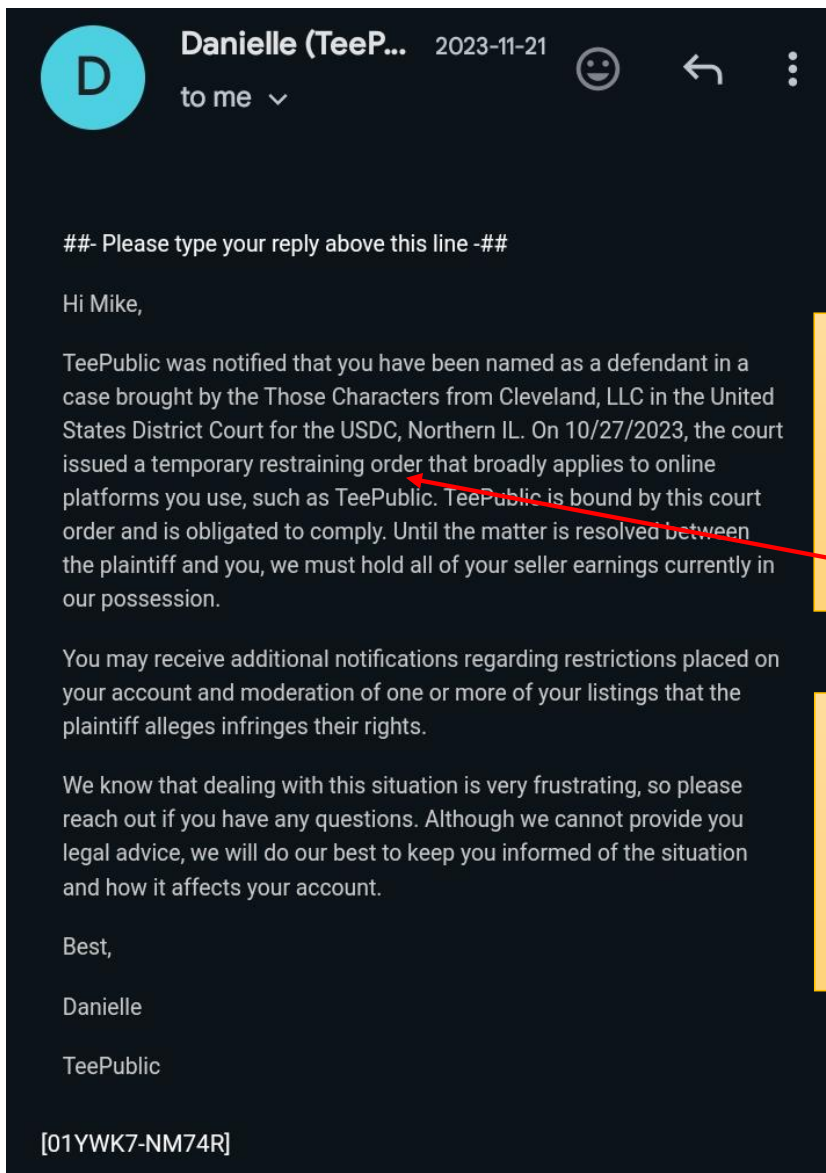 Danielle (TeeP... 2023-11-21
D
to me
##- Please type your reply above this line -##
Hi Mike,
TeePublic was notified that you have been named as a defendant in a
case brought by the Those Characters from Cleveland, LLC in the United
States District Court for the USDC, Northern IL. On 10/27/2023, the court
issued a temporary restraining order that broadly applies to online
platforms you use, such as TeePublic. TeePublic is bound by this court
order and is obligated to comply. Until the matter is resolved between
the plaintiff and you, we must hold all of your seller earnings currently in
our possession.
You may receive additional notifications regarding restrictions placed on
your account and moderation of one or more of your listings that the
plaintiff alleges infringes their rights.
We know that dealing with this situation is very frustrating, so please
reach out if you have any questions. Although we cannot provide you
legal advice, we will do our best to keep you informed of the situation
and how it affects your account.
Best,
Danielle
TeePublic
[01YWK7-NM74R]